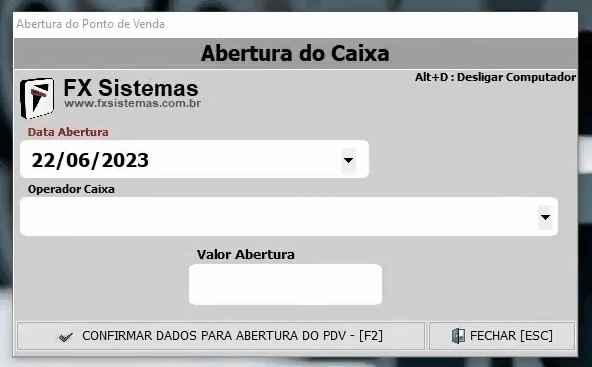 Abertura do Ponto de Venda
Abertura do Caixa
Alt+D : Desligar Computador
FX Sistemas
www.fxsistemas.com.br
Data Abertura
22/06/2023
Operador Caixa
Valor Abertura
CONFIRMAR DADOS PARA ABERTURA DO PDV - [F2]
FECHAR [ESC]